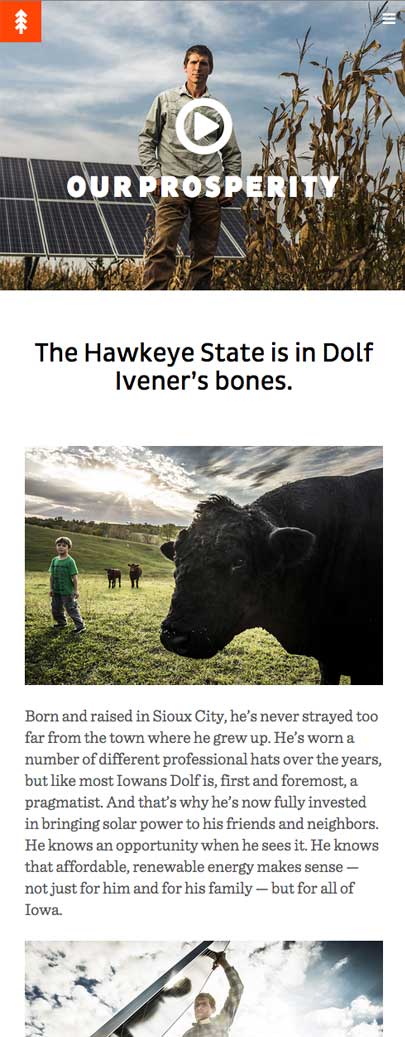 OUR PROSPERITY
The Hawkeye State is in Dolf
Ivener’s bones.
Born and raised in Sioux City, he’s never strayed too
far from the town where he grew up. He’s worn a
number of different professional hats over the years,
but like most Iowans Dolf is, first and foremost, a
pragmatist. And that’s why he’s now fully invested
in bringing solar power to his friends and neighbors.
He knows an opportunity when he sees it. He knows
that affordable, renewable energy makes sense —
not just for him and for his family — but for all of
Iowa.